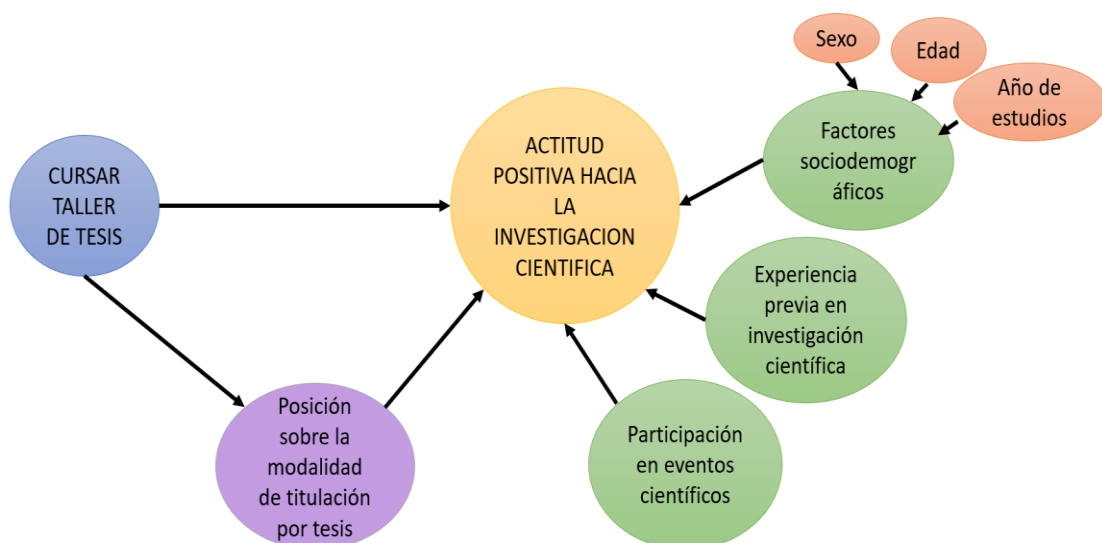 Sexo
Edad
Año de
estudios
Factores
sociodemogr
áficos
CURSAR
TALLER
DE TESIS
ACTITUD
POSITIVA HACIA
LA
INVESTIGACION
CIENTIFICA
Experiencia
previa en
investigación
científica
Posición
sobre la
modalidad
de titulación
por tesis
Participación
en eventos
científicos